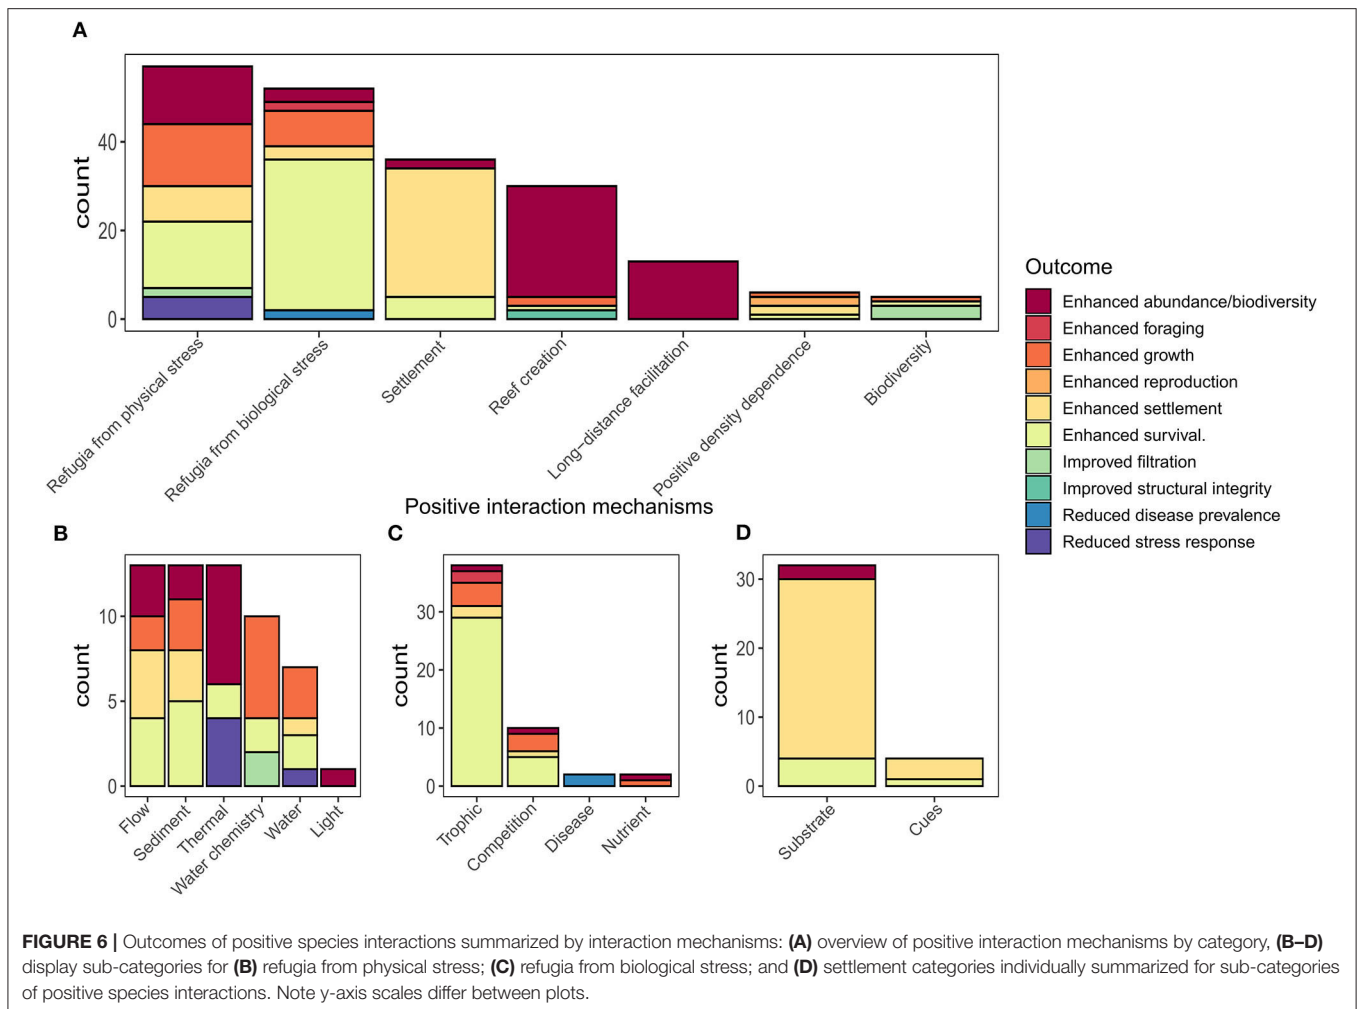 A
count
40
20
0
Refugia from physical stress
Refugia from biological stress
Settlement
Reef creation
Long−distance facilitation
Positive density dependence
Biodiversity
Positive interaction mechanisms
Outcome
Enhanced abundance/biodiversity
Enhanced foraging
Enhanced growth
Enhanced reproduction
Enhanced settlement
Enhanced survival.
Improved filtration
Improved structural integrity
Reduced disease prevalence
Reduced stress response
B
count
10
5
0
Flow
Sediment
Thermal
Water chemistry
Water
Light
C
count
30
20
10
0
Trophic
Competition
Disease
Nutrient
D
count
30
20
10
0
Substrate
Cues
FIGURE 6 | Outcomes of positive species interactions summarized by interaction mechanisms: (A) overview of positive interaction mechanisms by category, (B–D)
display sub-categories for (B) refugia from physical stress; (C) refugia from biological stress; and (D) settlement categories individually summarized for sub-categories
of positive species interactions. Note y-axis scales differ between plots.